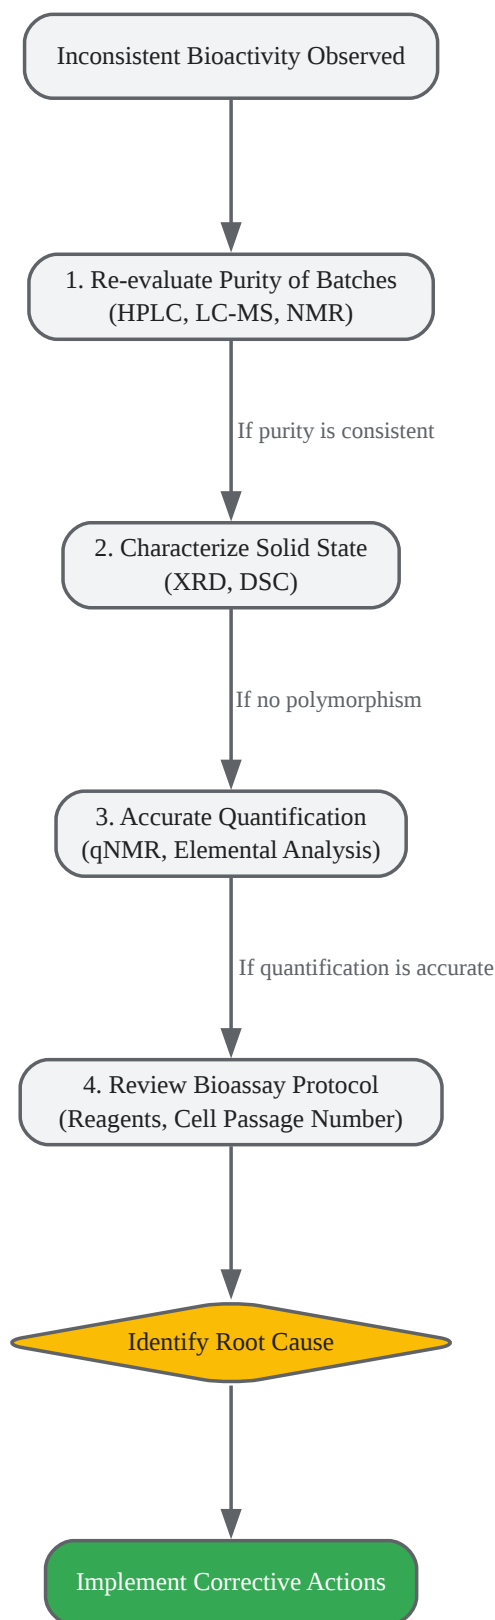 Inconsistent Bioactivity Observed
1. Re-evaluate Purity of Batches
(HPLC, LC-MS, NMR)
If purity is consistent
2. Characterize Solid State
(XRD, DSC)
If no polymorphism
3. Accurate Quantification
(qNMR, Elemental Analysis)
If quantification is accurate
4. Review Bioassay Protocol
(Reagents, Cell Passage Number)
Identify Root Cause
Implement Corrective Actions